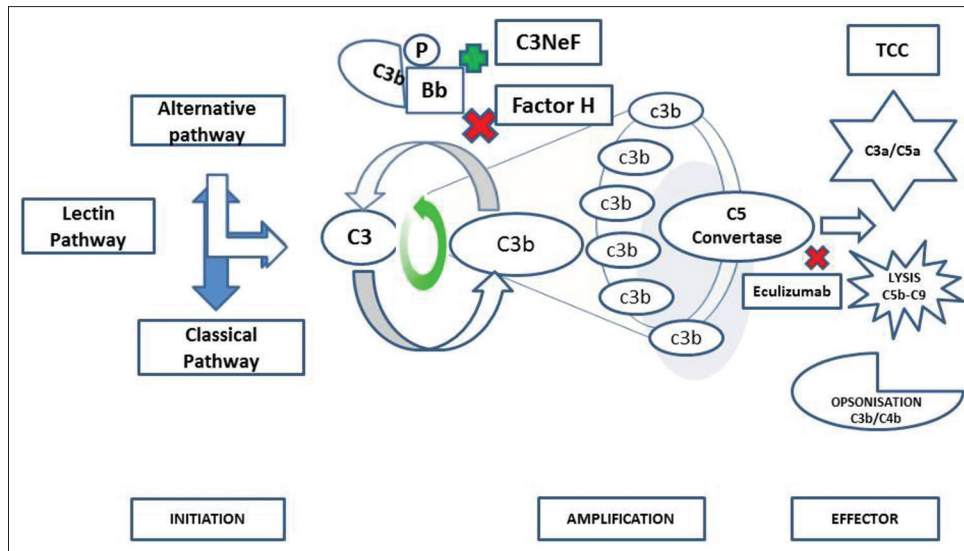 Alternative
pathway
Lectin
Pathway
Classical
Pathway
INITIATION
C3b
P
Bb
C3NeF
Factor H
C3
C3b
c3b
c3b
c3b
c3b
c3b
c3b
C5
Convertase
AMPLIFICATION
TCC
C3a/C5a
Eculizumab
LYSIS
C5b-C9
OPSONISATION
C3b/C4b
EFFECTOR